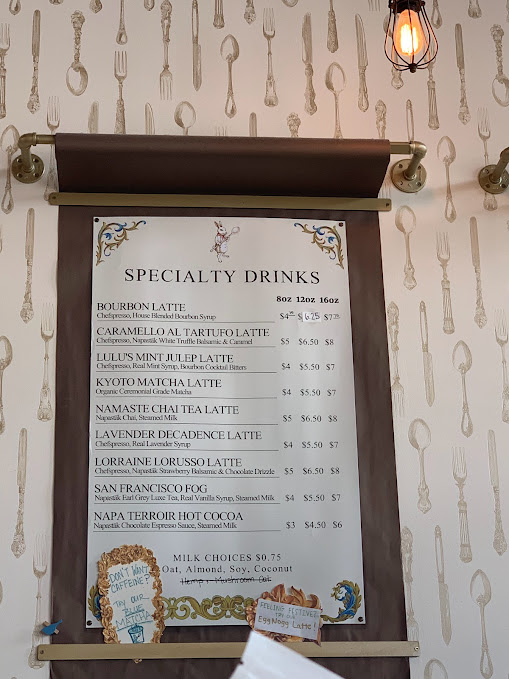 SPECIALTY DRINKS
8oz 12oz 16oz
BOURBON LATTE
Chefspresso, House Blended Bourbon Syrup $4 $6.25 $7.25
CARAMELLO AL TARTUFO LATTE
Chefspresso, Napastäk White Truffle Balsamic & Caramel $5 $6.50 $8
LULU'S MINT JULEP LATTE
Chefspresso, Real Mint Syrup, Bourbon Cocktail Bitters $4 $5.50 $7
KYOTO MATCHA LATTE
Organic Ceremonial Grade Matcha $4 $5.50 $7
NAMASTE CHAI TEA LATTE
Napastäk Chai, Steamed Milk $5 $6.50 $8
LAVENDER DECADENCE LATTE
Chefspresso, Real Lavender Syrup $4 $5.50 $7
LORRAINE LORUSSO LATTE
Chefspresso, Napastäk Strawberry Balsamic & Chocolate Drizzle $5 $6.50 $8
SAN FRANCISCO FOG
Napastäk Earl Grey Luxe Tea, Real Vanilla Syrup, Steamed Milk $4 $5.50 $7
NAPA TERROIR HOT COCOA
Napastäk Chocolate Espresso Sauce, Steamed Milk $3 $4.50 $6
MILK CHOICES $0.75
Oat, Almond, Soy, Coconut
Hemp + Mushroom Oat
DON'T WANT
CAFFEINE?
TRY OUR
BLUE
MATCHA
FEELING FESTIVE?
TRY OUR
EggNogg Latte!